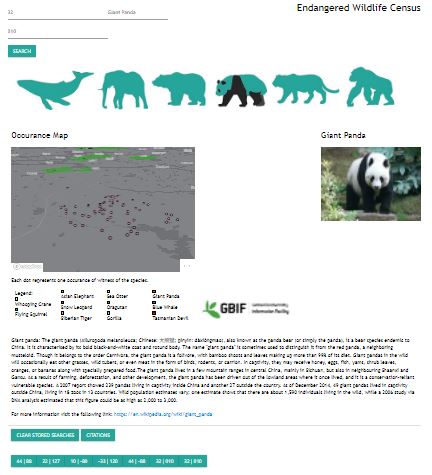 Endangered Wildlife Census
32 Giant Panda
010
SEARCH
Occurance Map Giant Panda
Each dot represents one occurance of witness of the species.
Legend: Asian Elephant Sea Otter Giant Panda
Whooping Crane Snow Leopard Oragutan Blue Whale
Flying Squirrel Siberian Tiger Gorilla Tasmanian Devil
GBIF
Giant panda: The giant panda (Ailuropoda melanoleuca; Chinese: pinyin: dàxióngmāo), also known as the panda bear (or simply the panda), is a bear species endemic to
China. It is characterised by its bold black-and-white coat and rotund body. The name "giant panda" is sometimes used to distinguish it from the red panda, a neighboring
musteloid. Though it belongs to the order Carnivora, the giant panda is a folivore, with bamboo shoots and leaves making up more than 99% of its diet. Giant pandas in the wild
will occasionally eat other grasses, wild tubers, or even meat in the form of birds, rodents, or carrion. In captivity, they may receive honey, eggs, fish, yams, shrub leaves,
oranges, or bananas along with specially prepared food. The giant panda lives in a few mountain ranges in central China, mainly in Sichuan, but also in neighbouring Shaanxi and
Gansu. As a result of farming, deforestation, and other development, the giant panda has been driven out of the lowland areas where it once lived, and it is a conservation-reliant
vulnerable species. A 2007 report showed 239 pandas living in captivity inside China and another 27 outside the country. As of December 2014, 49 giant pandas lived in captivity
outside China, living in 18 zoos in 13 countries. Wild population estimates vary; one estimate shows that there are about 1,590 individuals living in the wild, while a 2006 study via
DNA analysis estimated that this figure could be as high as 2,000 to 3,000.
For more information visit the following link: https://en.wikipedia.org/wiki/giant_panda
CLEAR STORED SEARCHES CITATIONS
44 | 88 32 | 127 10 | -80 -33 | 120 44 | -88 32 | 010 32 | 010